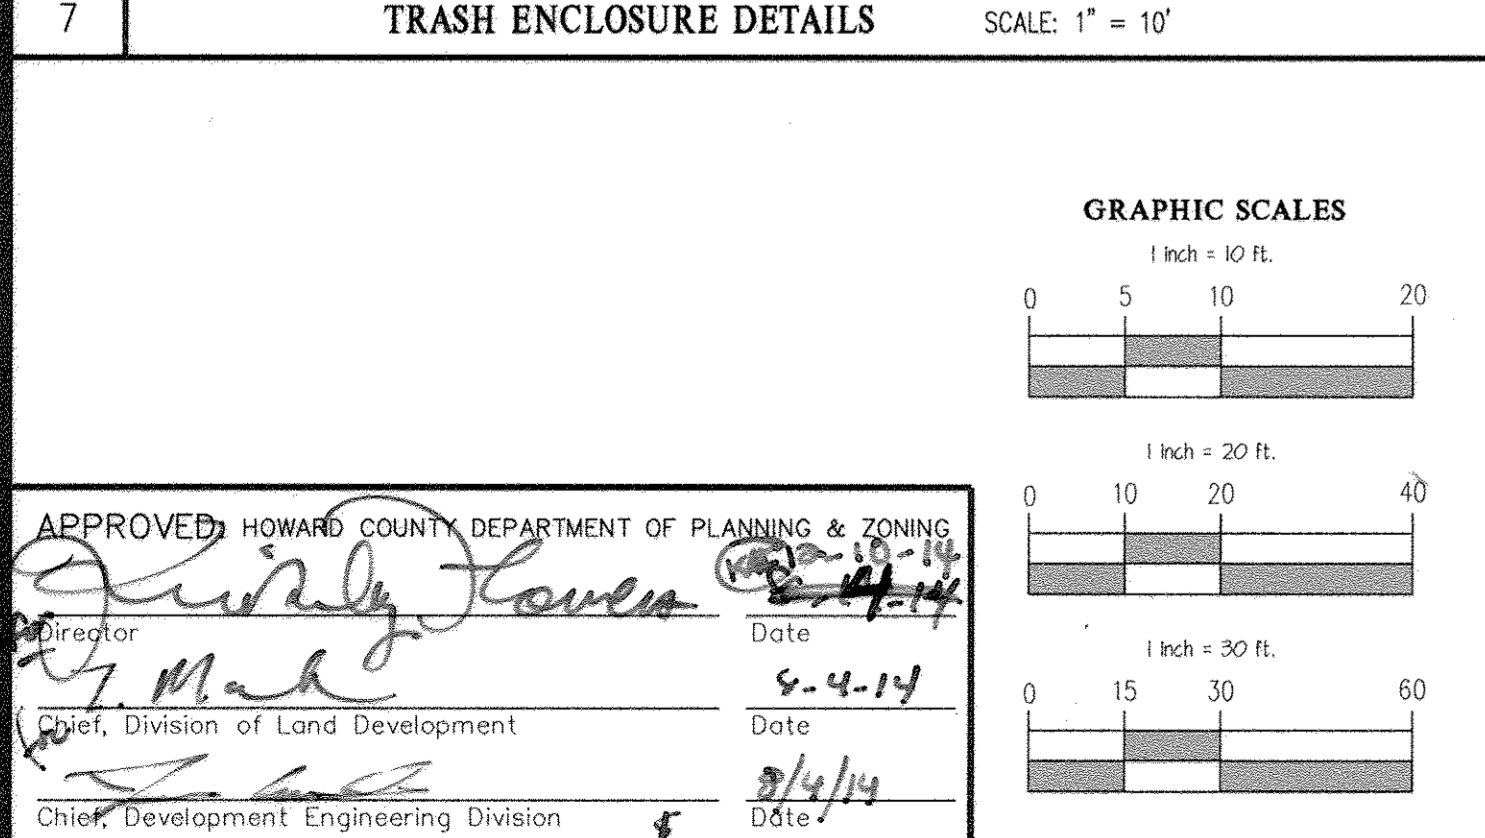 7 TRASH ENCLOSURE DETAILS SCALE: 1" = 10'
GRAPHIC SCALES
1 inch = 10 ft.
0 5 10 20
1 inch = 20 ft.
0 10 20 40
1 inch = 30 ft.
0 15 30 60
APPROVED: HOWARD COUNTY DEPARTMENT OF PLANNING & ZONING
10-14
Director Date
8-4-14
Chief, Division of Land Development Date
8/4/14
Chief, Development Engineering Division Date